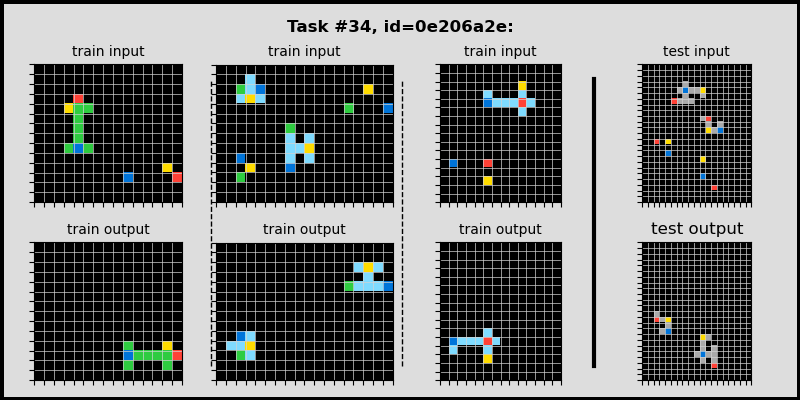 Task #34, id=0e206a2e:
train input train input train input test input
train output train output train output test output